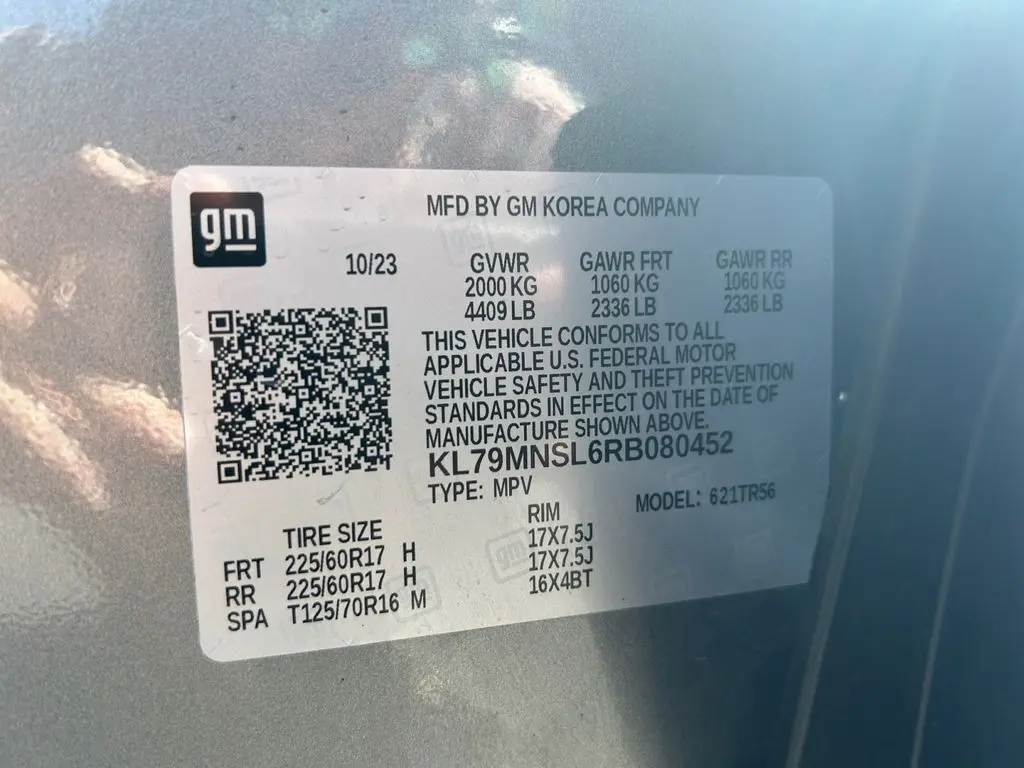 gm
MFD BY GM KOREA COMPANY
10/23
GVWR GAWR FRT GAWR RR
2000 KG 1060 KG 1060 KG
4409 LB 2336 LB 2336 LB
THIS VEHICLE CONFORMS TO ALL
APPLICABLE U.S. FEDERAL MOTOR
VEHICLE SAFETY AND THEFT PREVENTION
STANDARDS IN EFFECT ON THE DATE OF
MANUFACTURE SHOWN ABOVE.
KL79MNSL6RB080452
TYPE: MPV MODEL: 621TR56
TIRE SIZE RIM
FRT 225/60R17 H 17X7.5J
RR 225/60R17 H 17X7.5J
SPA T125/70R16 M 16X4BT